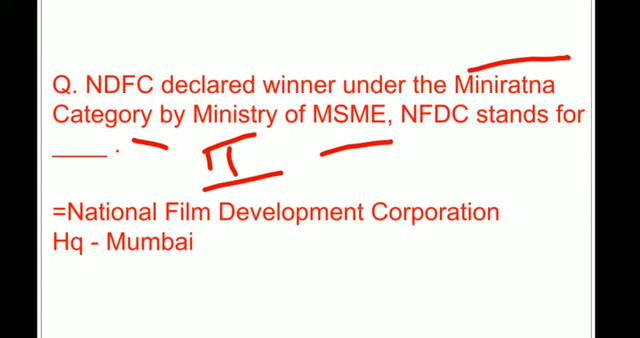 Q. NDFC declared winner under the Miniratna
Category by Ministry of MSME, NFDC stands for
____ .
II
=National Film Development Corporation
Hq - Mumbai